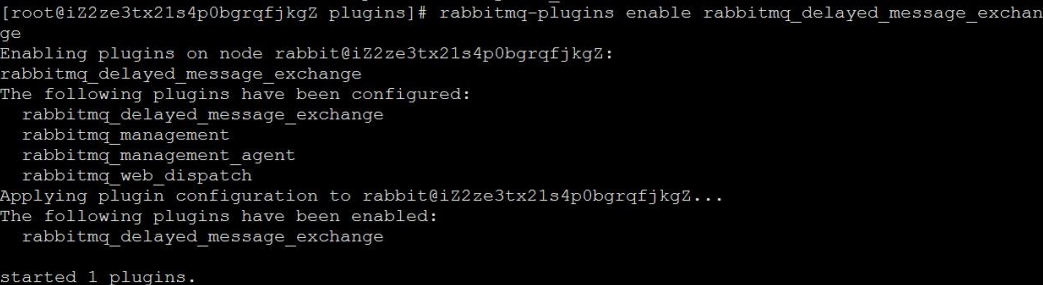 [root@iZ2ze3tx21s4p0bgrqfjkgZ plugins]# rabbitmq-plugins enable rabbitmq_delayed_message_exchan
ge
Enabling plugins on node rabbit@iZ2ze3tx21s4p0bgrqfjkgZ:
rabbitmq_delayed_message_exchange
The following plugins have been configured:
  rabbitmq_delayed_message_exchange
  rabbitmq_management
  rabbitmq_management_agent
  rabbitmq_web_dispatch
Applying plugin configuration to rabbit@iZ2ze3tx21s4p0bgrqfjkgZ...
The following plugins have been enabled:
  rabbitmq_delayed_message_exchange

started 1 plugins.